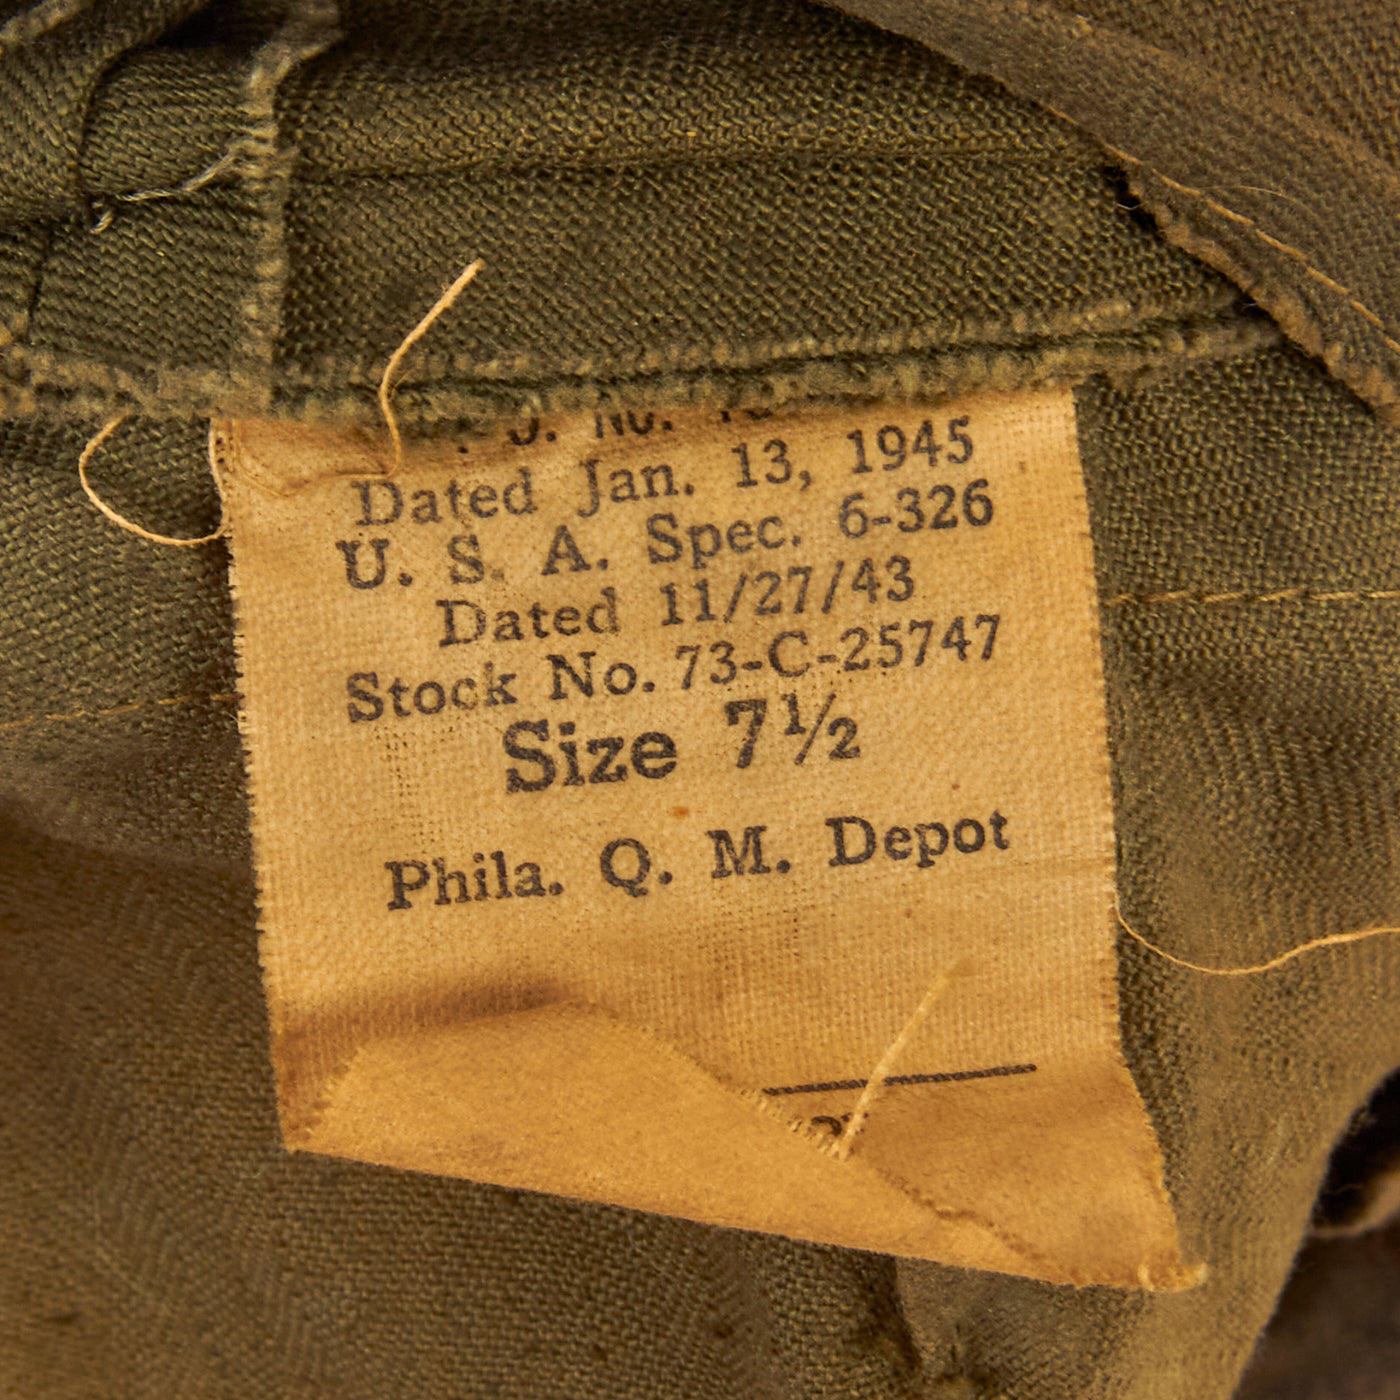 No.
Dated Jan. 13, 1945
U. S. A. Spec. 6-326
Dated 11/27/43
Stock No. 73-C-25747
Size 7½
Phila. Q. M. Depot